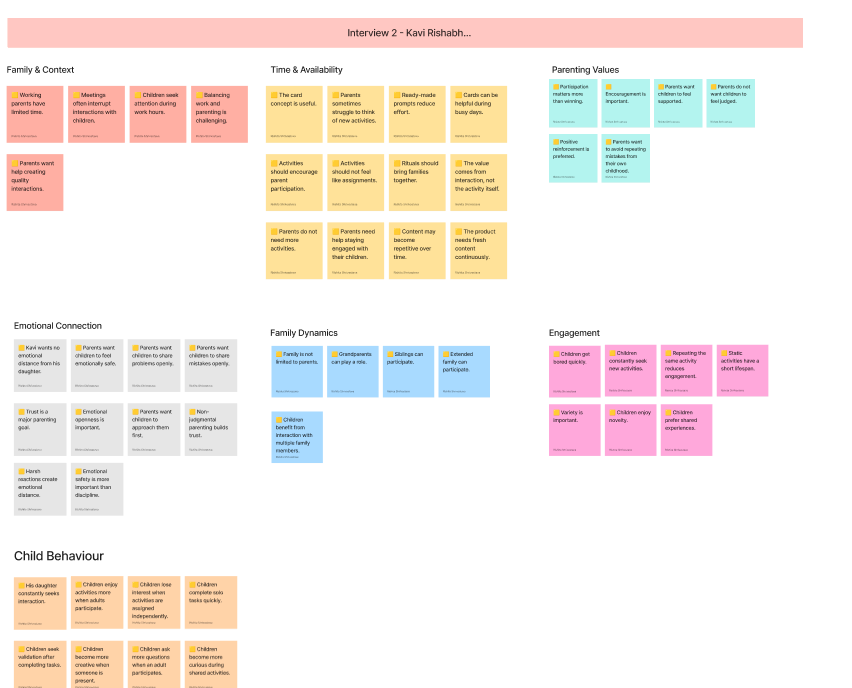 Interview 2 - Kavi Rishabh...
Family & Context
Working
parents have
limited time.
Meetings
often interrupt
interactions with
children.
Children seek
attention during
work hours.
Balancing
work and
parenting is
challenging.
Parents want
help creating
quality
interactions.
Time & Availability
The card
concept is useful.
Parents
sometimes
struggle to think
of new activities.
Ready-made
prompts reduce
effort.
Cards can be
helpful during
busy days.
Activities
should encourage
parent
participation.
Activities
should not feel
like assignments.
Rituals should
bring families
together.
The value
comes from
interaction, not
the activity itself.
Parents do not
need more
activities.
Parents need
help staying
engaged with
their children.
Content may
become
repetitive over
time.
The product
needs fresh
content
continuously.
Parenting Values
Participation
matters more
than winning.
Encouragement is
important.
Parents want
children to feel
supported.
Parents do not
want children to
feel judged.
Positive
reinforcement is
preferred.
Parents want
to avoid repeating
mistakes from
their own
childhood.
Emotional Connection
Kavi wants no
emotional
distance from his
daughter.
Parents want
children to feel
emotionally safe.
Parents want
children to share
problems openly.
Parents want
children to share
mistakes openly.
Trust is a
major parenting
goal.
Emotional
openness is
important.
Parents want
children to
approach them
first.
Non-
judgmental
parenting builds
trust.
Harsh
reactions create
emotional
distance.
Emotional
safety is more
important than
discipline.
Family Dynamics
Family is not
limited to parents.
Grandparents
can play a role.
Siblings can
participate.
Extended
family can
participate.
Children
benefit from
interaction with
multiple family
members.
Engagement
Children get
bored quickly.
Children
constantly seek
new activities.
Repeating the
same activity
reduces
engagement.
Static
activities have a
short lifespan.
Variety is
important.
Children enjoy
novelty.
Children
prefer shared
experiences.
Child Behaviour
His daughter
constantly seeks
interaction.
Children enjoy
activities more
when adults
participate.
Children lose
interest when
activities are
assigned
independently.
Children
complete solo
tasks quickly.
Children seek
validation after
completing tasks.
Children
become more
creative when
someone is
present.
Children ask
more questions
when an adult
participates.
Children
become more
curious during
shared activities.